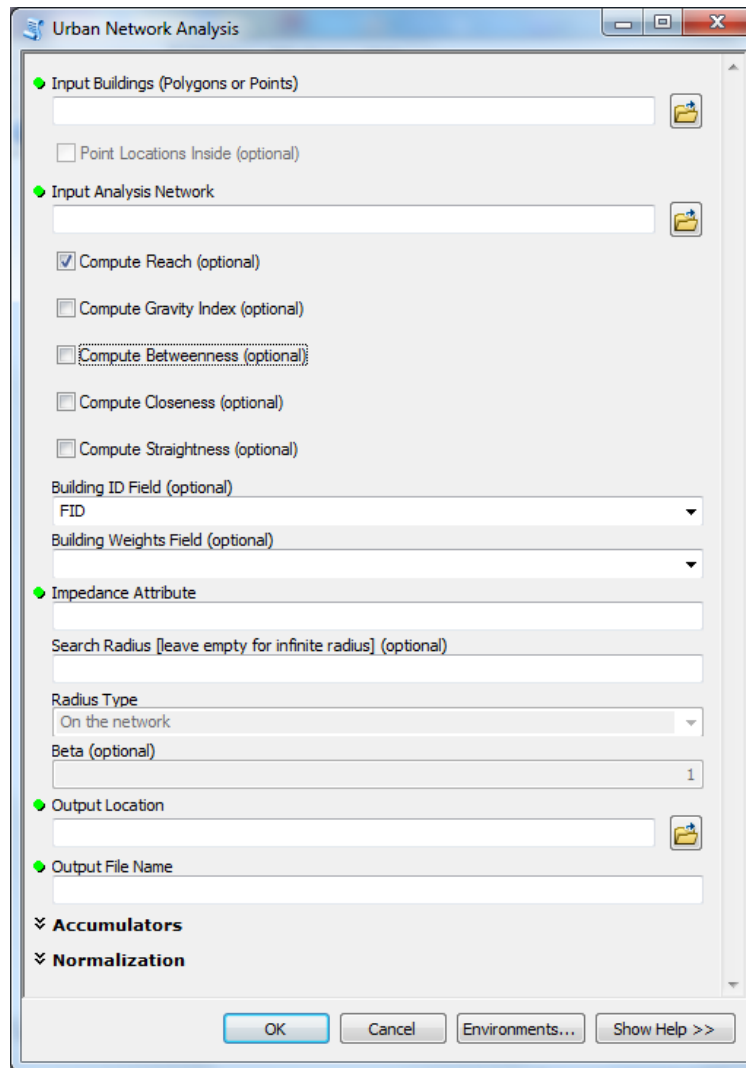 Urban Network Analysis
Input Buildings (Polygons or Points)
Point Locations Inside (optional)
Input Analysis Network
Compute Reach (optional)
Compute Gravity Index (optional)
Compute Betweenness (optional)
Compute Closeness (optional)
Compute Straightness (optional)
Building ID Field (optional)
FID
Building Weights Field (optional)
Impedance Attribute
Search Radius [leave empty for infinite radius] (optional)
Radius Type
On the network
Beta (optional)
1
Output Location
Output File Name
Accumulators
Normalization
OK Cancel Environments... Show Help >>